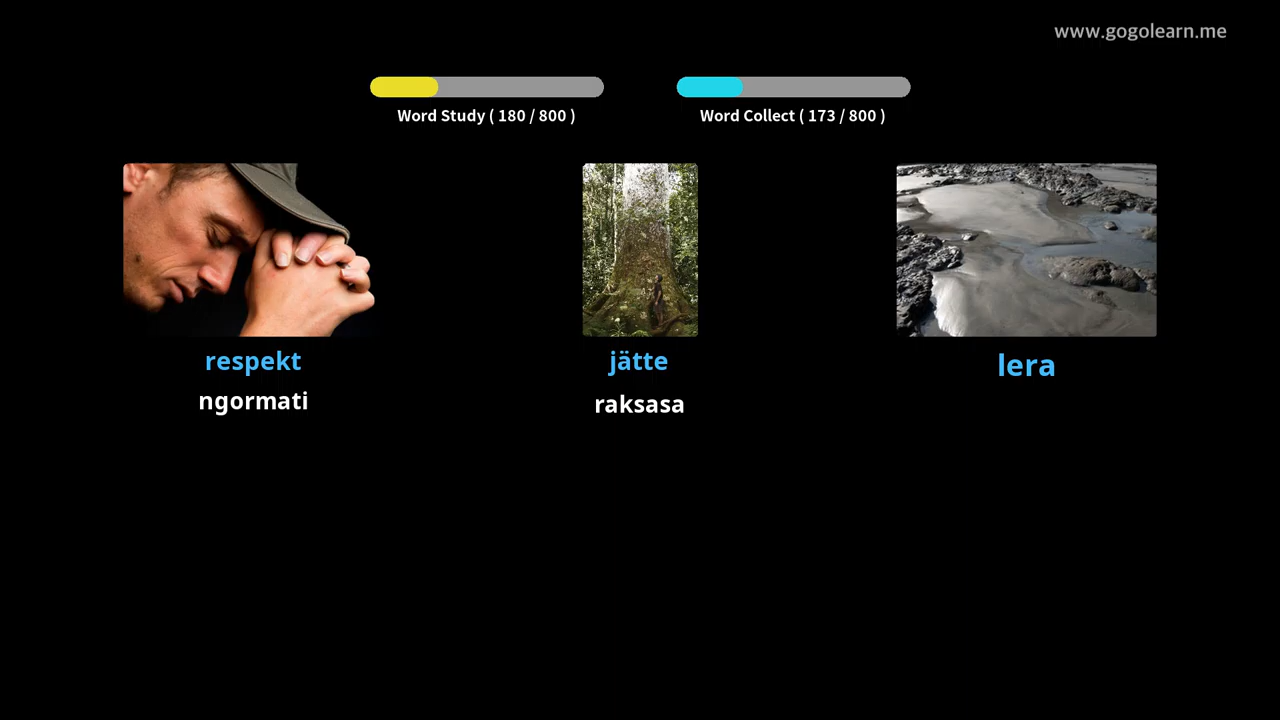 www.gogolearn.me
Word Study ( 180 / 800 )
Word Collect ( 173 / 800 )
respekt
ngormati
jätte
raksasa
lera